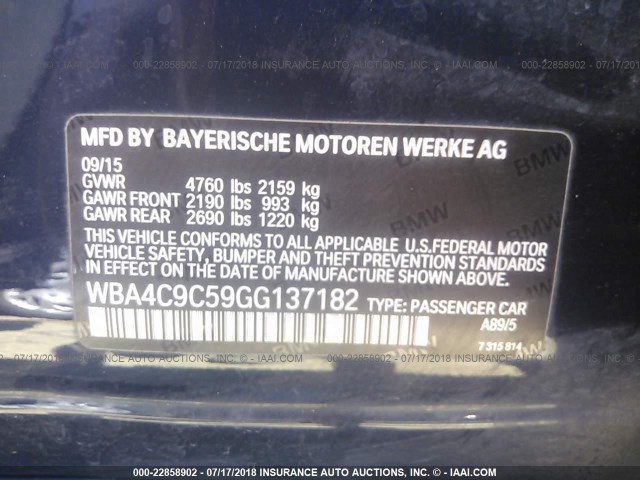 000-22858902 - 07/17/2018 INSURANCE AUTO AUCTIONS, INC. © - IAAI.COM
MFD BY BAYERISCHE MOTOREN WERKE AG
09/15
GVWR 4760 lbs 2159 kg
GAWR FRONT 2190 lbs 993 kg
GAWR REAR 2690 lbs 1220 kg
THIS VEHICLE CONFORMS TO ALL APPLICABLE U.S.FEDERAL MOTOR
VEHICLE SAFETY, BUMPER AND THEFT PREVENTION STANDARDS
IN EFFECT ON THE DATE OF MANUFACTURE SHOWN ABOVE.
WBA4C9C59GG137182 TYPE: PASSENGER CAR
A89/5
7 315 814
BMW
BMW
000-22858902 - 07/17/2018 INSURANCE AUTO AUCTIONS, INC. © - IAAI.COM